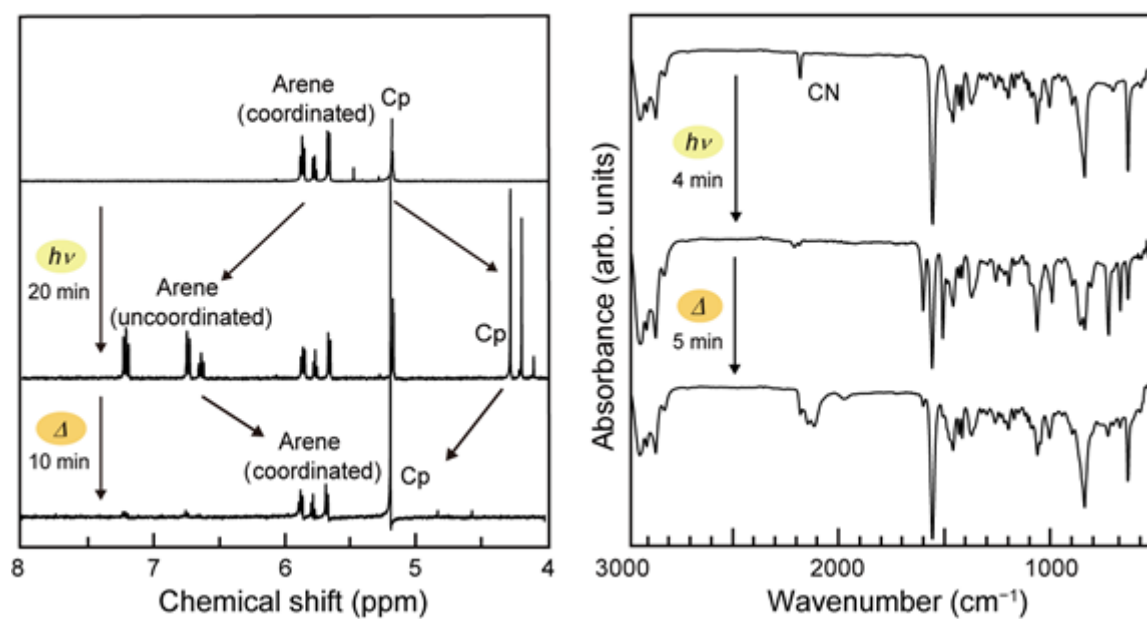 Arene
(coordinated)
Cp
hν
20 min
Arene
(uncoordinated)
Cp
Δ
10 min
Arene
(coordinated)
Cp
8 7 6 5 4
Chemical shift (ppm)
Absorbance (arb. units)
CN
hν
4 min
Δ
5 min
3000 2000 1000
Wavenumber (cm⁻¹)